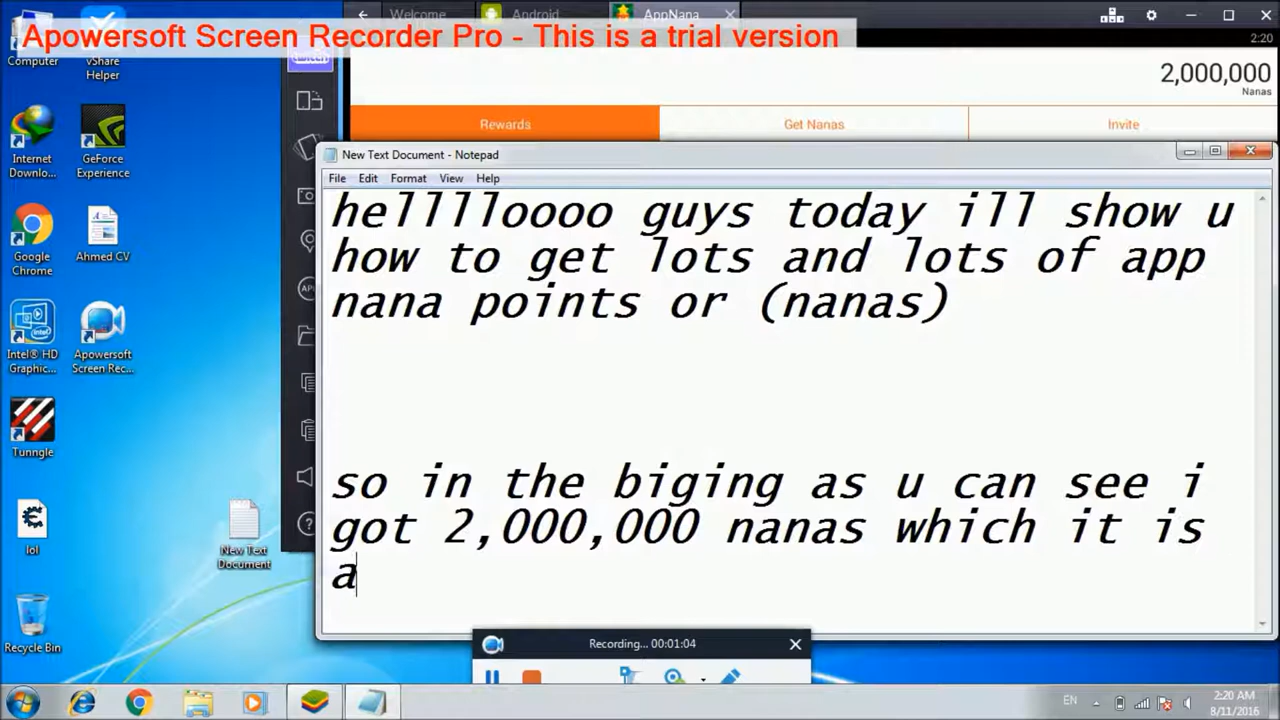 Welcome
Android
AppNana
Apowersoft Screen Recorder Pro - This is a trial version
2:20
Computer
vShare
Helper
twitch
2,000,000
Nanas
Rewards
Get Nanas
Invite
Internet
Downlo...
GeForce
Experience
New Text Document - Notepad
File Edit Format View Help
helllloooo guys today ill show u
how to get lots and lots of app
nana points or (nanas)
Google
Chrome
Ahmed CV
Intel® HD
Graphic...
Apowersoft
Screen Rec...
Tunngle
so in the biging as u can see i
got 2,000,000 nanas which it is
a
lol
New Text
Document
Recycle Bin
Recording... 00:01:04
EN
2:20 AM
8/11/2016